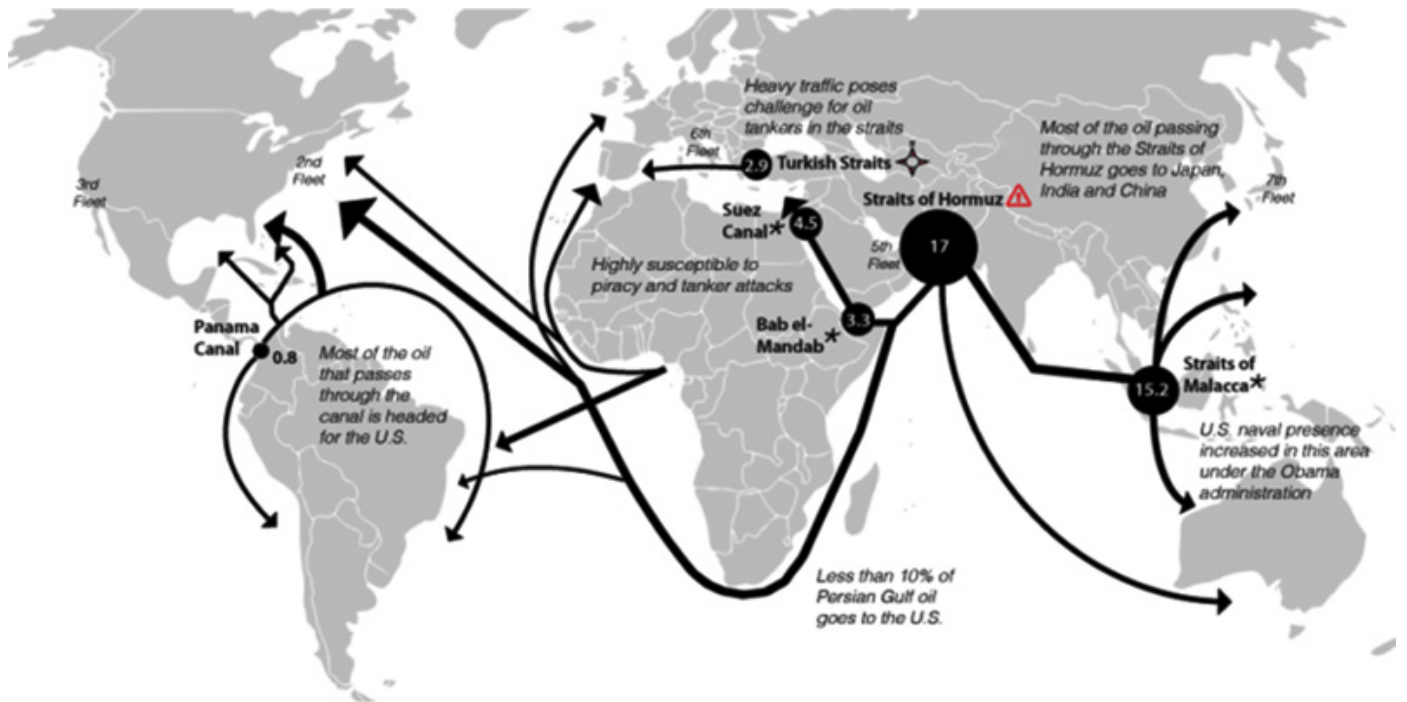 Heavy traffic poses
challenge for oil
tankers in the straits
6th
Fleet
2.9
Turkish Straits
Most of the oil passing
through the Straits of
Hormuz goes to Japan,
India and China
2nd
Fleet
3rd
Fleet
7th
Fleet
Straits of Hormuz
17
5th
Fleet
Suez
Canal*
4.5
Highly susceptible to
piracy and tanker attacks
Bab el-
Mandab*
3.3
Panama
Canal
0.8
Most of the oil
that passes
through the
canal is headed
for the U.S.
Straits of
Malacca*
15.2
U.S. naval presence
increased in this area
under the Obama
administration
Less than 10% of
Persian Gulf oil
goes to the U.S.